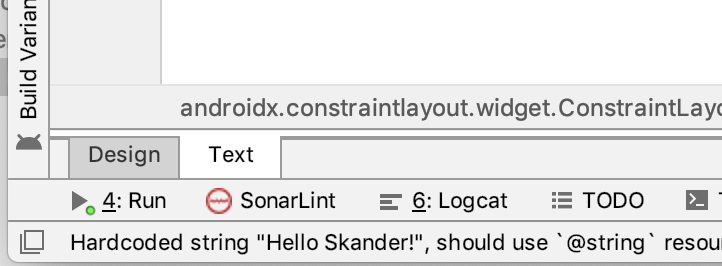 Build Varian
androidx.constraintlayout.widget.ConstraintLayo
Design Text
4: Run SonarLint 6: Logcat TODO
Hardcoded string "Hello Skander!", should use `@string` resou